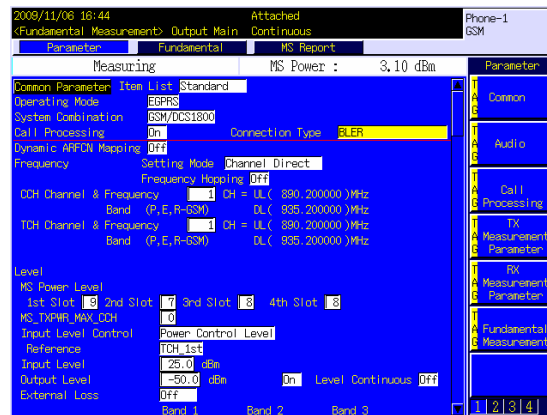 2009/11/06 16:44 Attached Phone-1
<Fundamental Measurement> Output Main Continuous GSM
Parameter Fundamental MS Report
Measuring MS Power : 3.10 dBm Parameter
Common Parameter Item List Standard
Operating Mode EGPRS
System Combination GSM/DCS1800
Call Processing On Connection Type BLER
Dynamic ARFCN Mapping Off
Frequency Setting Mode Channel Direct
Frequency Hopping Off
CCH Channel & Frequency 1 CH = UL( 890.200000)MHz
Band (P,E,R-GSM) DL( 935.200000)MHz
TCH Channel & Frequency 1 CH = UL( 890.200000)MHz
Band (P,E,R-GSM) DL( 935.200000)MHz
Level
MS Power Level
1st Slot 9 2nd Slot 7 3rd Slot 8 4th Slot 8
MS_TXPWR_MAX_CCH 0
Input Level Control Power Control Level
Reference TCH_1st
Input Level 25.0 dBm
Output Level -50.0 dBm On Level Continuous Off
External Loss Off
Band 1 Band 2 Band 3
TAG Common
TAG Audio
TAG Call Processing
TAG TX Measurement Parameter
TAG RX Measurement Parameter
TAG Fundamental Measurement
1 2 3 4